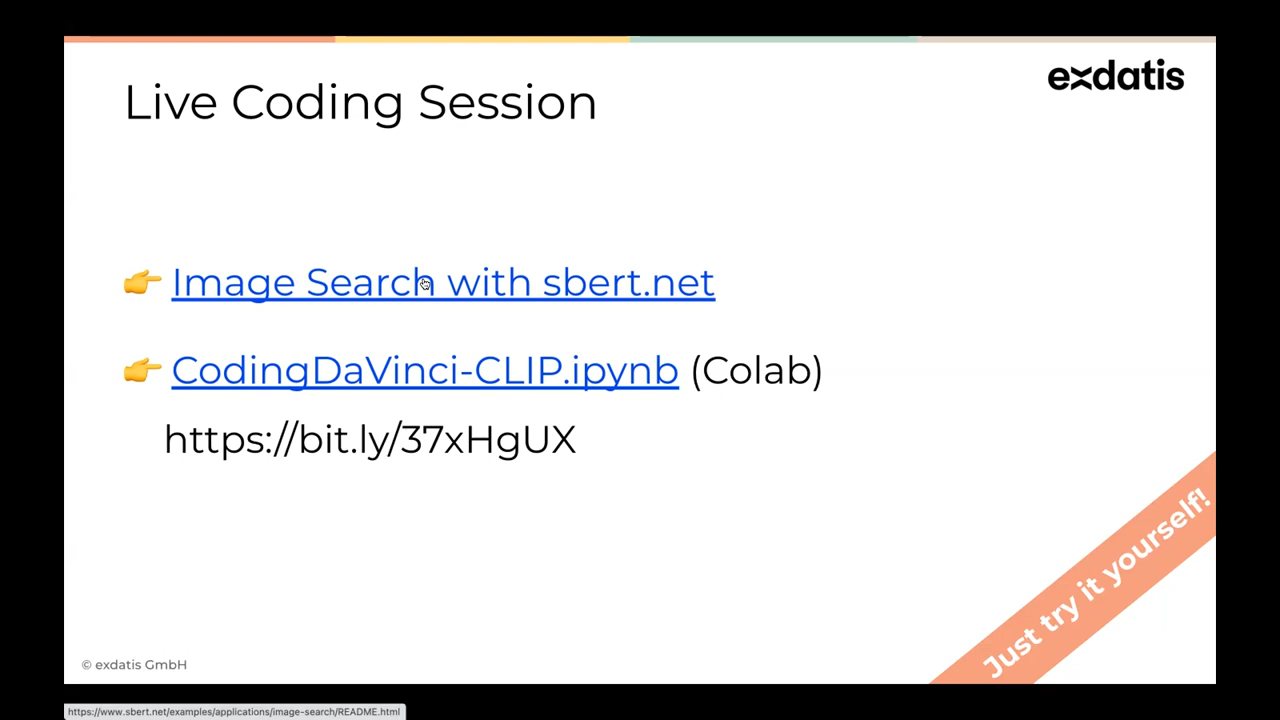 exdatis
Live Coding Session
👉 Image Search with sbert.net
👉 CodingDaVinci-CLIP.ipynb (Colab)
https://bit.ly/37xHgUX
Just try it yourself!
© exdatis GmbH
https://www.sbert.net/examples/applications/image-search/README.html